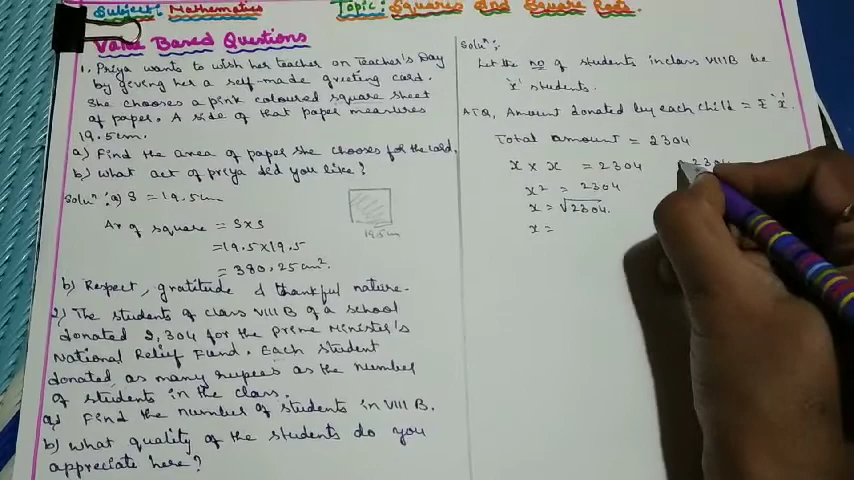 Subject: Mathematics
Topic: Squares and Square Roots.
Value Based Questions
1. Priya wants to wish her teacher on Teacher's Day
by giving her a self-made greeting card.
She chooses a pink coloured square sheet
of paper. A side of that paper measures
19.5cm.
a) Find the area of paper she chooses for the card.
b) What act of priya did you like?
Soluⁿ: a) S = 19.5cm
Ar of square = S×S
=19.5×19.5
= 380.25cm².
19.5cm
b) Respect, gratitude & thankful nature.
2) The students of class VIII B of a school
donated 2,304 for the Prime Minister's
National Relief Fund. Each student
donated as many rupees as the number
of students in the class.
a) Find the number of students in VIII B.
b) What quality of the students do you
appreciate here?
Soluⁿ:
Let the no of students in class VIII B be
'x' students.
ATQ, Amount donated by each child = ₹ 'x'.
Total amount = 2304
x × x = 2304
x² = 2304
x = √2304.
x =
2304